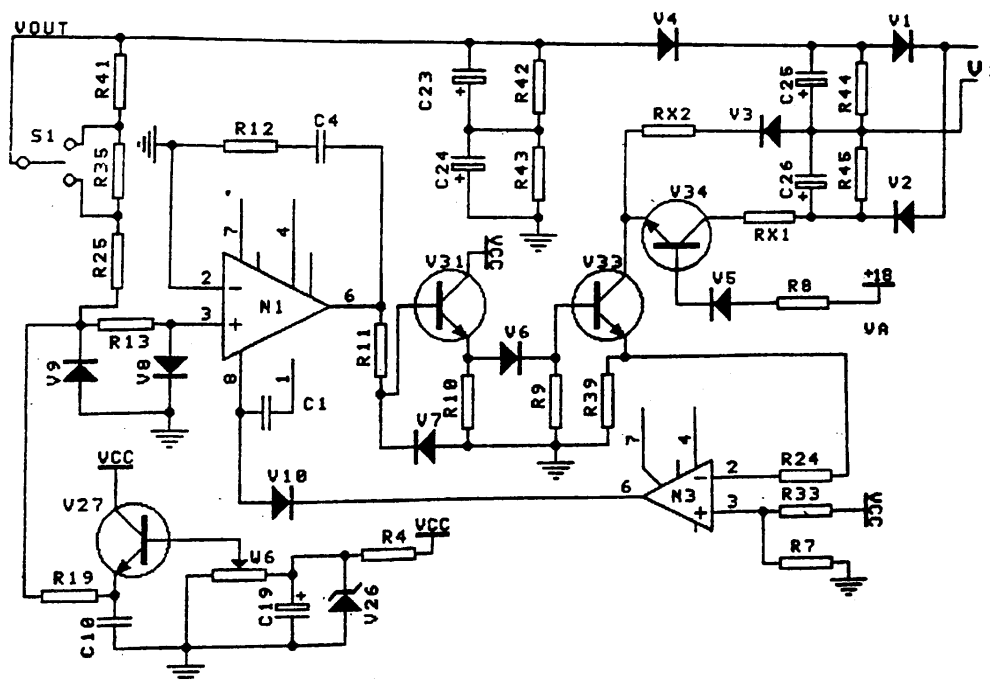 VOUT
V4
V1
R41
C23
R42
C25
R44
S1
R12
C4
RX2
V3
R35
C24
R43
C26
R45
7
4
V34
RX1
V2
R25
VCC
V31
V33
+18
2
N1
6
V5
R8
3
R13
VA
V9
V8
R11
V6
8
1
C1
R10
R9
R39
V7
7
4
VCC
V10
6
N3
2
R24
V27
3
R33
VCC
W6
R4
VCC
R7
R19
C10
C19
V26